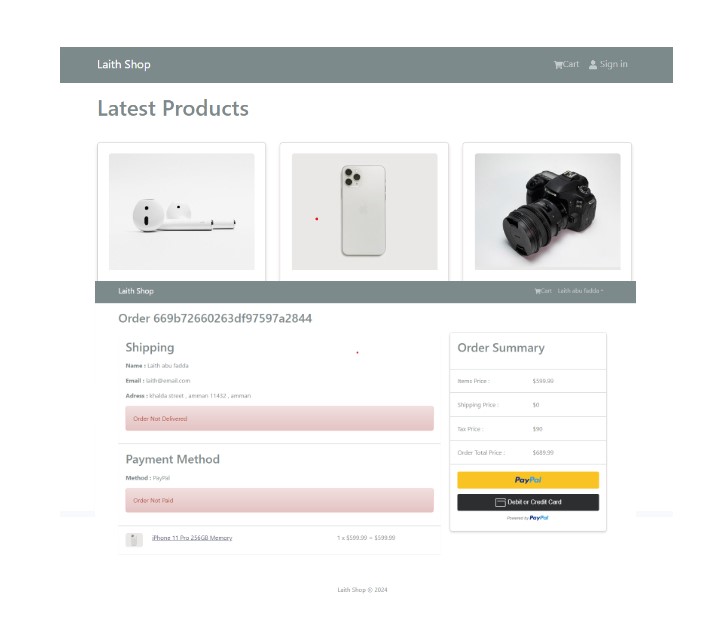 Laith Shop
Cart Sign in
Latest Products
Laith Shop
Cart Laith abu fadda
Order 669b72660263df97597a2844
Shipping
Name : Laith abu fadda
Email : laith@email.com
Adress : khalda street , amman 11432 , amman
Order Not Delivered
Payment Method
Method : PayPal
Order Not Paid
iPhone 11 Pro 256GB Memory 1 x $599.99 = $599.99
Order Summary
Items Price : $599.99
Shipping Price : $0
Tax Price : $90
Order Total Price : $689.99
PayPal
Debit or Credit Card
Powered by PayPal
Laith Shop © 2024